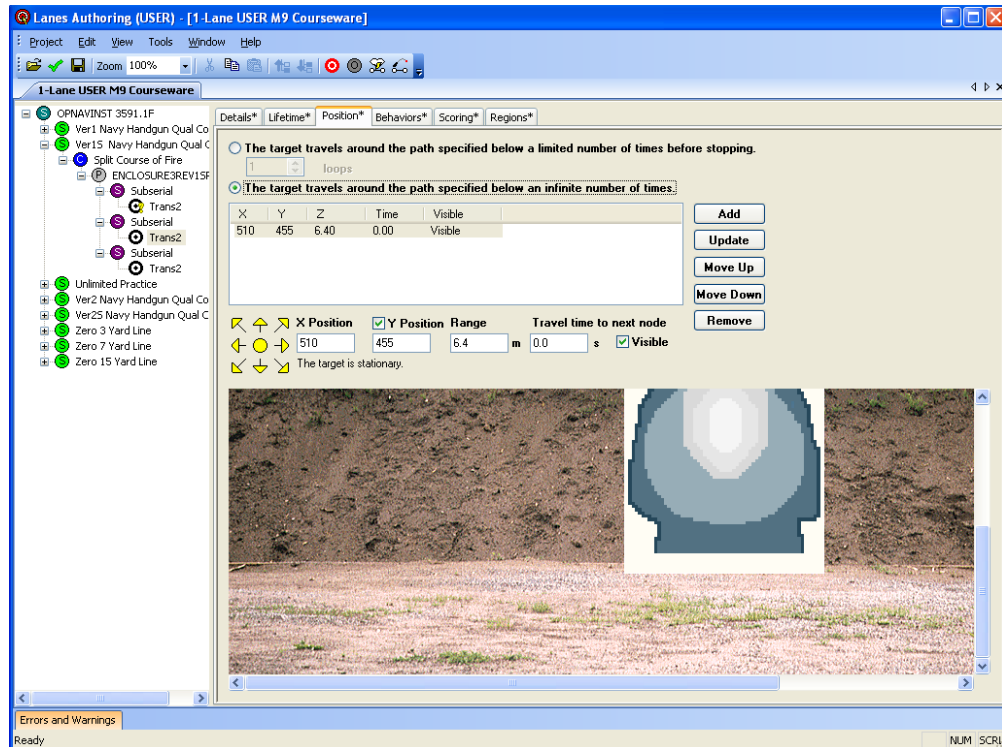 Lanes Authoring (USER) - [1-Lane USER M9 Courseware]
Project Edit View Tools Window Help
Zoom 100%
1-Lane USER M9 Courseware
OPNAVINST 3591.1F
Ver1 Navy Handgun Qual Co
Ver1S Navy Handgun Qual C
Split Course of Fire
ENCLOSURE3REV1SF
Subserial
Trans2
Subserial
Trans2
Subserial
Trans2
Unlimited Practice
Ver2 Navy Handgun Qual Co
Ver2S Navy Handgun Qual C
Zero 3 Yard Line
Zero 7 Yard Line
Zero 15 Yard Line
Details* Lifetime* Position* Behaviors* Scoring* Regions*
The target travels around the path specified below a limited number of times before stopping.
1 loops
The target travels around the path specified below an infinite number of times.
X Y Z Time Visible
510 455 6.40 0.00 Visible
Add
Update
Move Up
Move Down
Remove
X Position Y Position Range Travel time to next node
510 455 6.4 m 0.0 s Visible
The target is stationary.
Errors and Warnings
Ready NUM SCRL